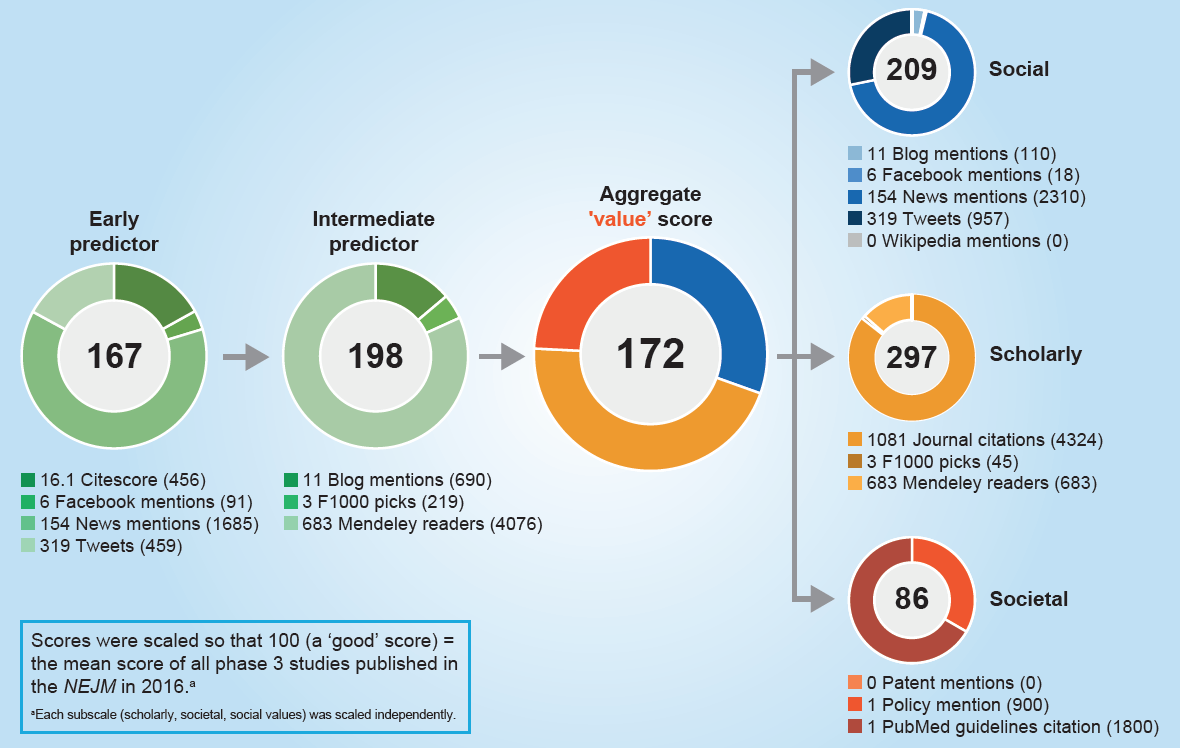 Early
predictor
167
16.1 Citescore (456)
6 Facebook mentions (91)
154 News mentions (1685)
319 Tweets (459)
Intermediate
predictor
198
11 Blog mentions (690)
3 F1000 picks (219)
683 Mendeley readers (4076)
Aggregate
'value’ score
172
209
Social
11 Blog mentions (110)
6 Facebook mentions (18)
154 News mentions (2310)
319 Tweets (957)
0 Wikipedia mentions (0)
297
Scholarly
1081 Journal citations (4324)
3 F1000 picks (45)
683 Mendeley readers (683)
86
Societal
0 Patent mentions (0)
1 Policy mention (900)
1 PubMed guidelines citation (1800)
Scores were scaled so that 100 (a ‘good’ score) =
the mean score of all phase 3 studies published in
the NEJM in 2016.ᵃ
ᵃEach subscale (scholarly, societal, social values) was scaled independently.